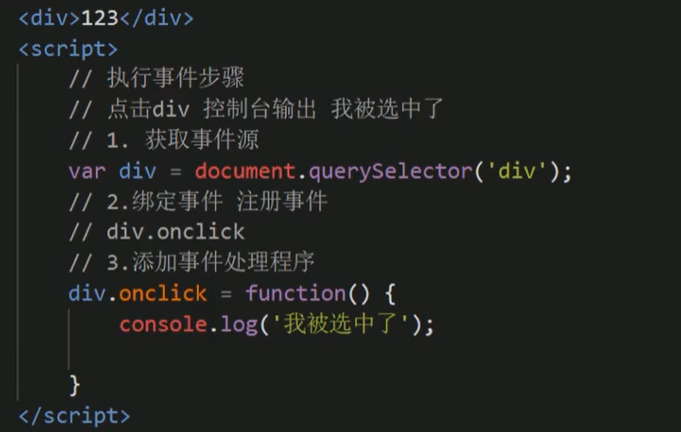 <div>123</div>
<script>
// 执行事件步骤
// 点击div 控制台输出 我被选中了
// 1. 获取事件源
var div = document.querySelector('div');
// 2.绑定事件 注册事件
// div.onclick
// 3.添加事件处理程序
div.onclick = function() {
console.log('我被选中了');
}
</script>